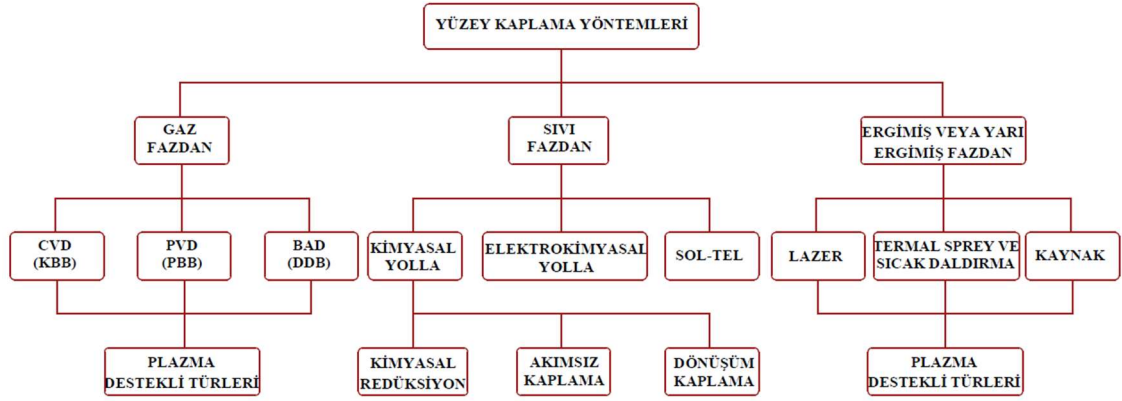 YÜZEY KAPLAMA YÖNTEMLERİ
GAZ
FAZDAN
SIVI
FAZDAN
ERGİMİŞ VEYA YARI
ERGİMİŞ FAZDAN
CVD
(KBB)
PVD
(PBB)
BAD
(DDB)
KİMYASAL
YOLLA
ELEKTROKİMYASAL
YOLLA
SOL-TEL
LAZER
TERMAL SPREY VE
SICAK DALDIRMA
KAYNAK
PLAZMA
DESTEKLİ TÜRLERİ
KİMYASAL
REDÜKSİYON
AKIMSIZ
KAPLAMA
DÖNÜŞÜM
KAPLAMA
PLAZMA
DESTEKLİ TÜRLERİ